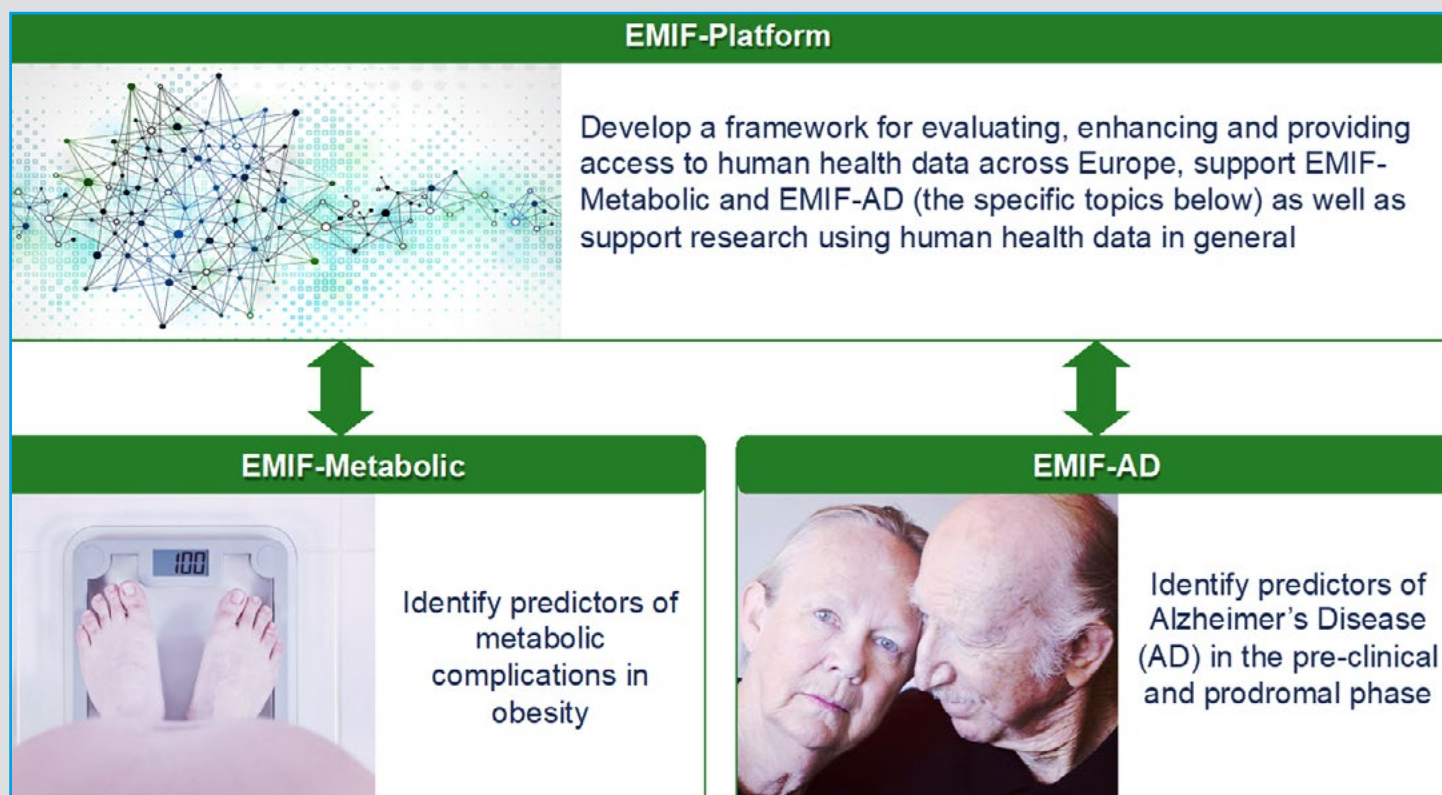 EMIF-Platform
Develop a framework for evaluating, enhancing and providing
access to human health data across Europe, support EMIF-
Metabolic and EMIF-AD (the specific topics below) as well as
support research using human health data in general
EMIF-Metabolic
100
Identify predictors of
metabolic
complications in
obesity
EMIF-AD
Identify predictors of
Alzheimer's Disease
(AD) in the pre-clinical
and prodromal phase